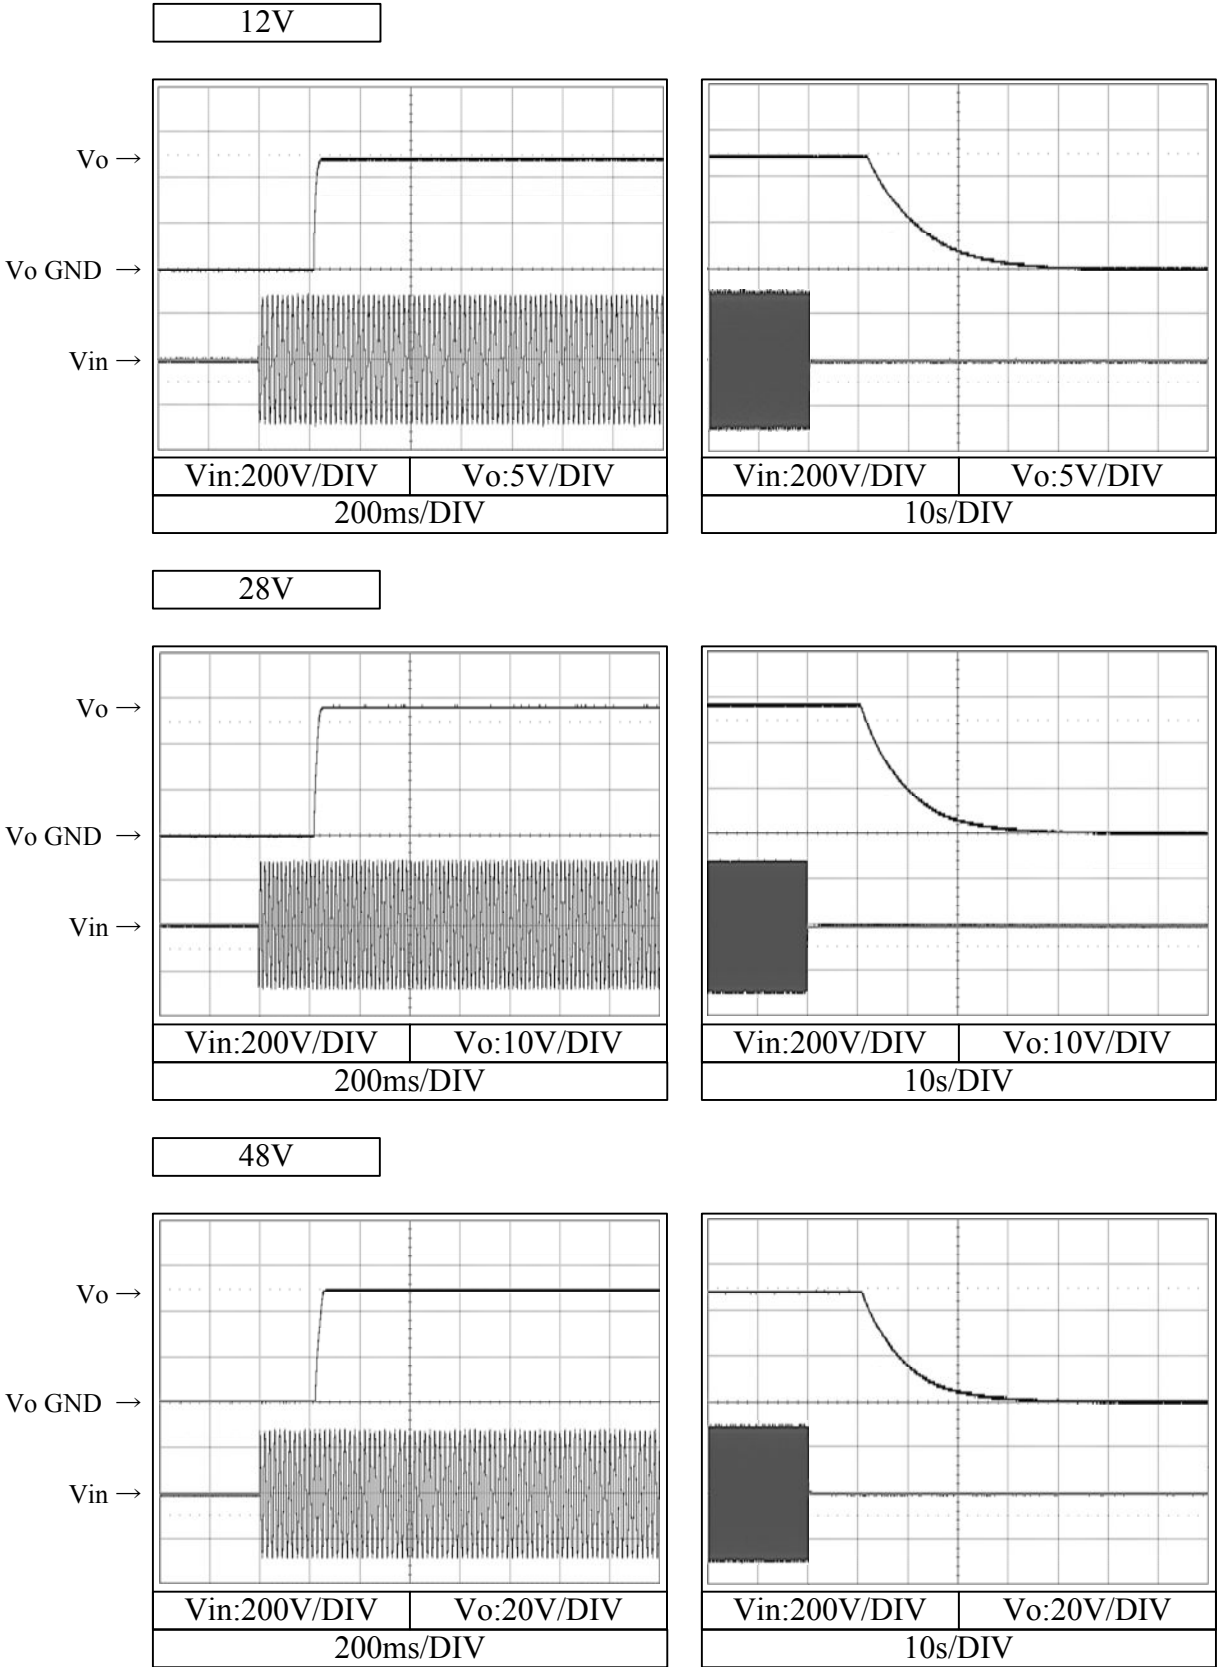 12V
Vo →
Vo GND →
Vin →
Vin:200V/DIV Vo:5V/DIV
200ms/DIV
Vin:200V/DIV Vo:5V/DIV
10s/DIV
28V
Vo →
Vo GND →
Vin →
Vin:200V/DIV Vo:10V/DIV
200ms/DIV
Vin:200V/DIV Vo:10V/DIV
10s/DIV
48V
Vo →
Vo GND →
Vin →
Vin:200V/DIV Vo:20V/DIV
200ms/DIV
Vin:200V/DIV Vo:20V/DIV
10s/DIV